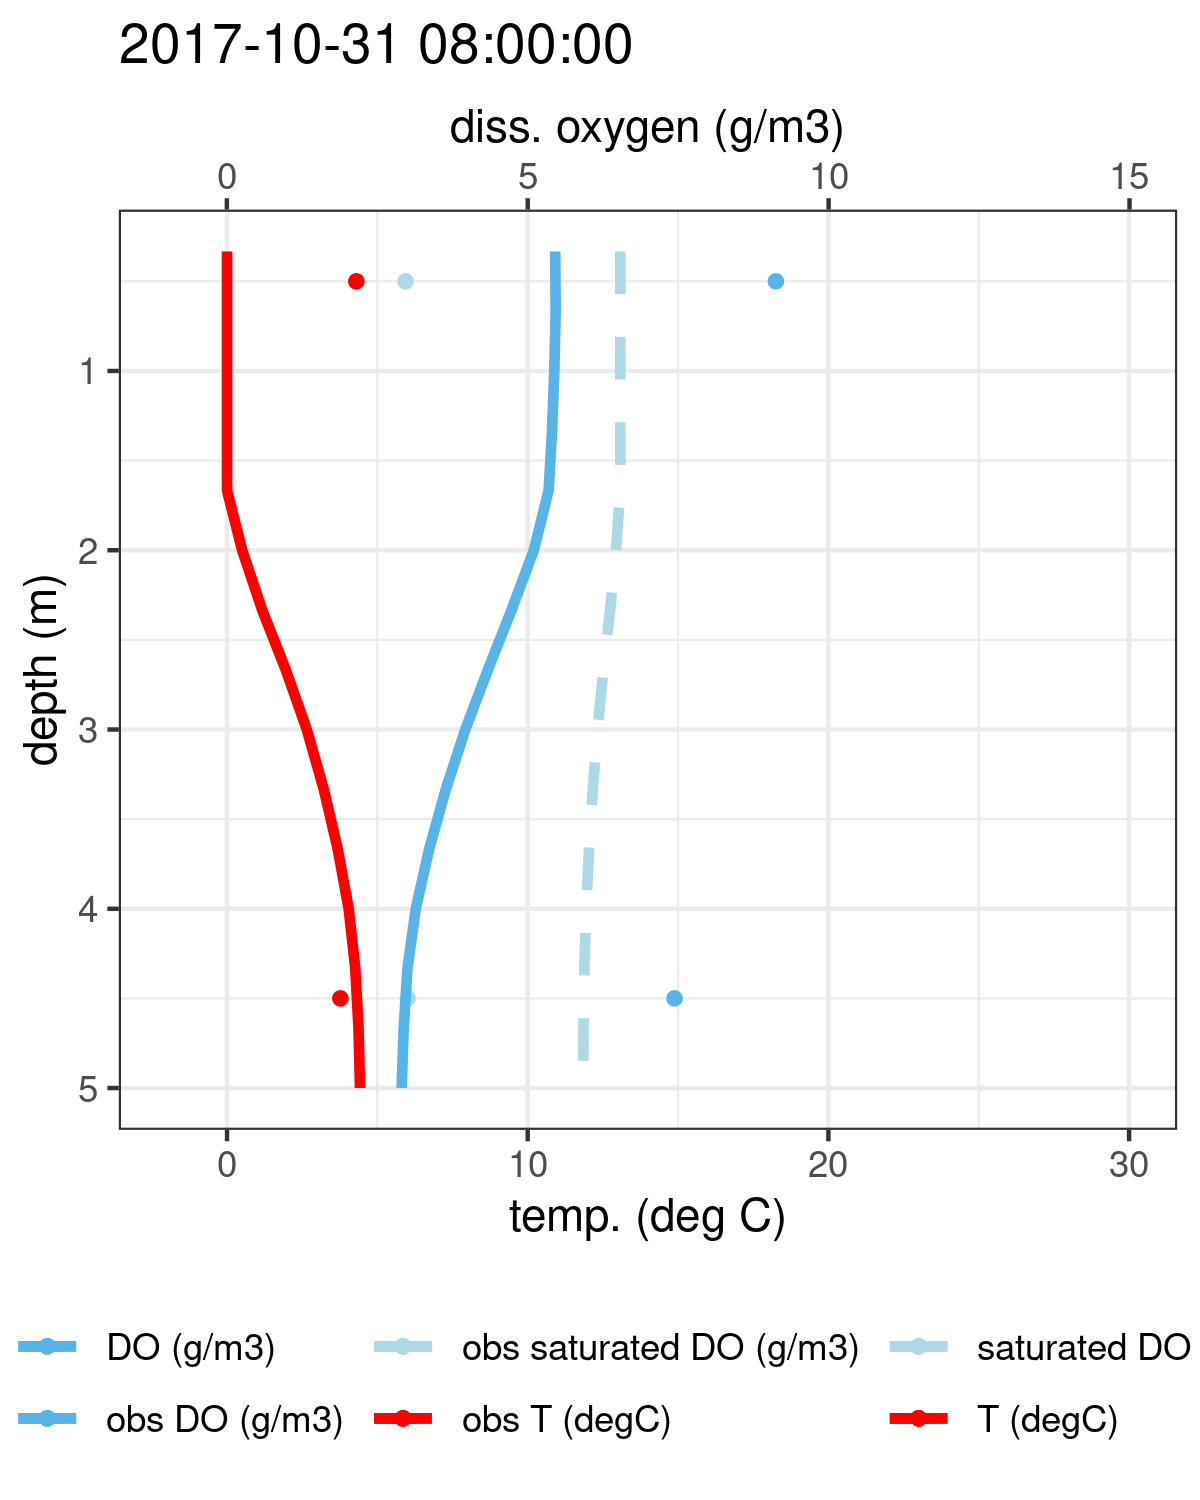 2017-10-31 08:00:00
diss. oxygen (g/m3)
0 5 10 15
depth (m)
1
2
3
4
5
0 10 20 30
temp. (deg C)
DO (g/m3) obs saturated DO (g/m3) saturated DO
obs DO (g/m3) obs T (degC) T (degC)